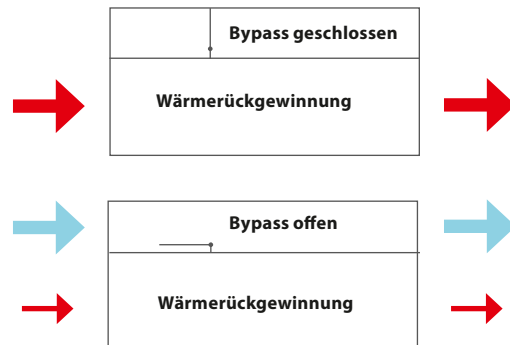 Bypass geschlossen
Wärmerückgewinnung
Bypass offen
Wärmerückgewinnung